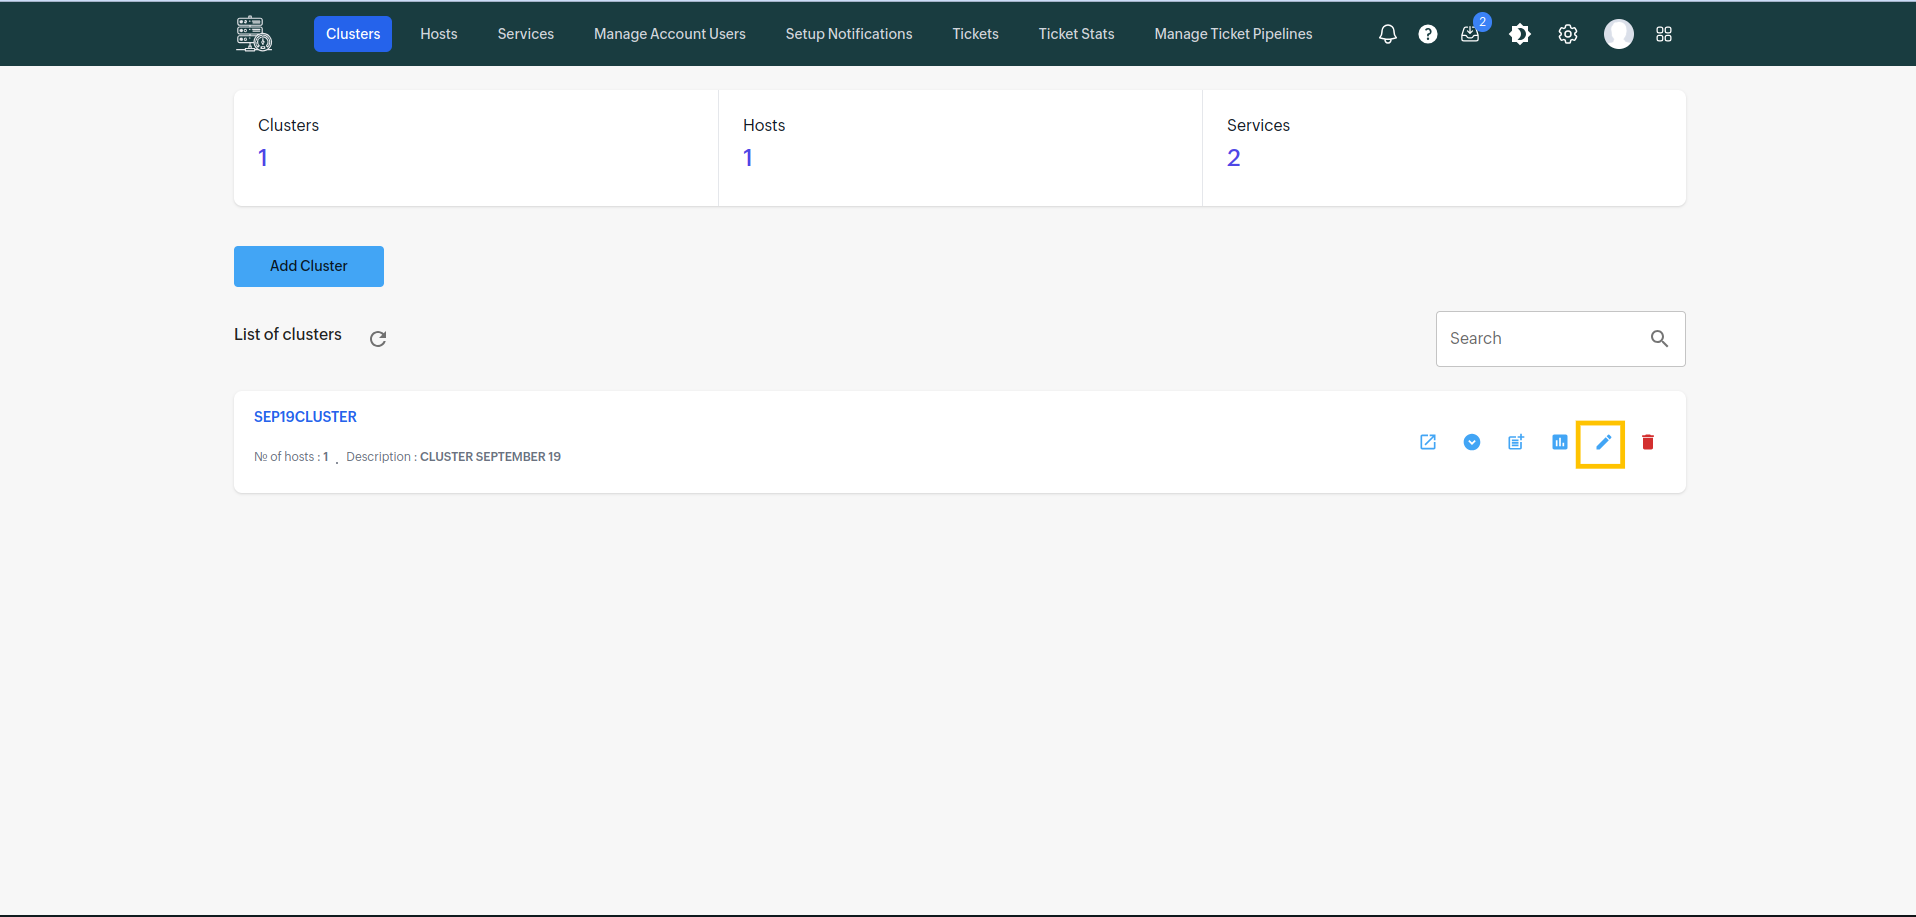 Clusters Hosts Services Manage Account Users Setup Notifications Tickets Ticket Stats Manage Ticket Pipelines ? 2
Clusters Hosts Services
1 1 2
Add Cluster
List of clusters Search
SEP19CLUSTER
№ of hosts : 1 . Description : CLUSTER SEPTEMBER 19